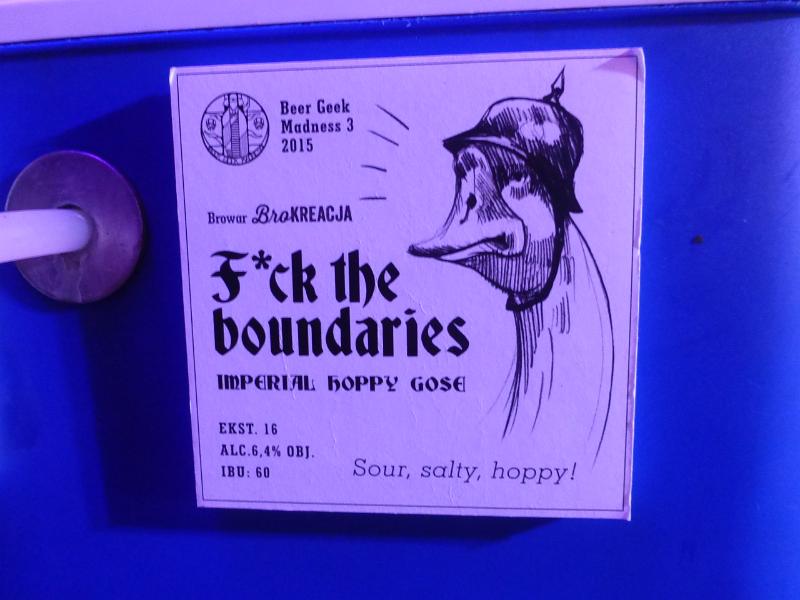 Beer Geek
Madness 3
2015
Browar BroKREACJA
F*ck the
boundaries
IMPERIAL HOPPY GOSE
EKST. 16
ALC.6,4% OBJ.
IBU: 60
Sour, salty, hoppy!